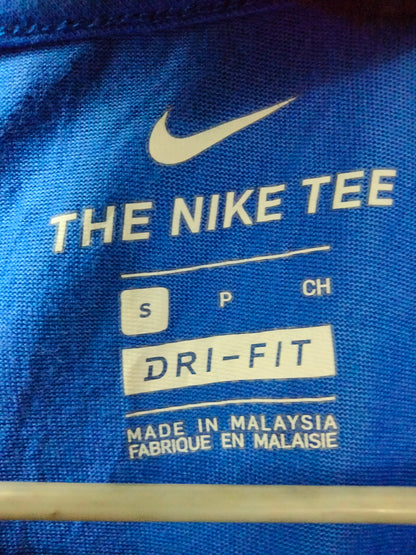 THE NIKE TEE
S P CH
DRI-FIT
MADE IN MALAYSIA
FABRIQUE EN MALAISIE